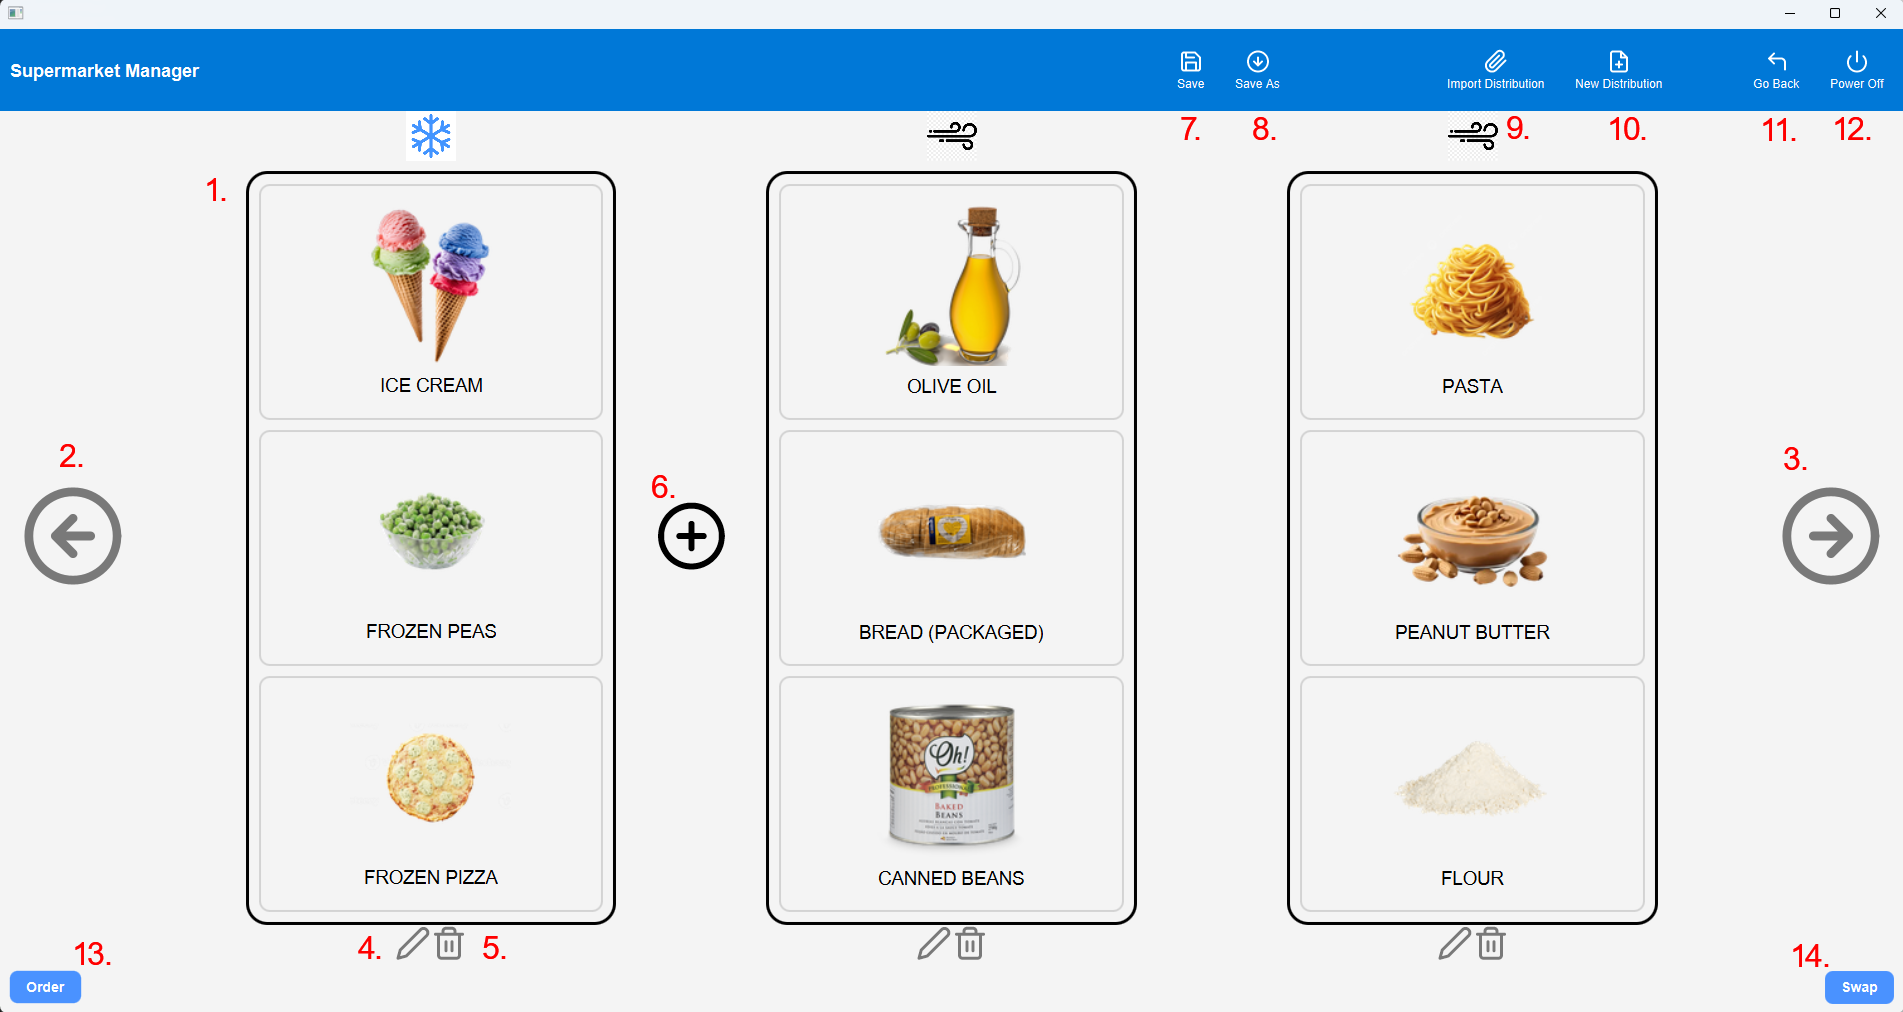 Supermarket Manager
Save
Save As
Import Distribution
New Distribution
Go Back
Power Off
7.
8.
9.
10.
11.
12.
1.
ICE CREAM
OLIVE OIL
PASTA
2.
6.
3.
FROZEN PEAS
BREAD (PACKAGED)
PEANUT BUTTER
Oh!
PROFESSIONAL
BAKED
BEANS
FROZEN PIZZA
CANNED BEANS
FLOUR
13.
4.
5.
14.
Order
Swap